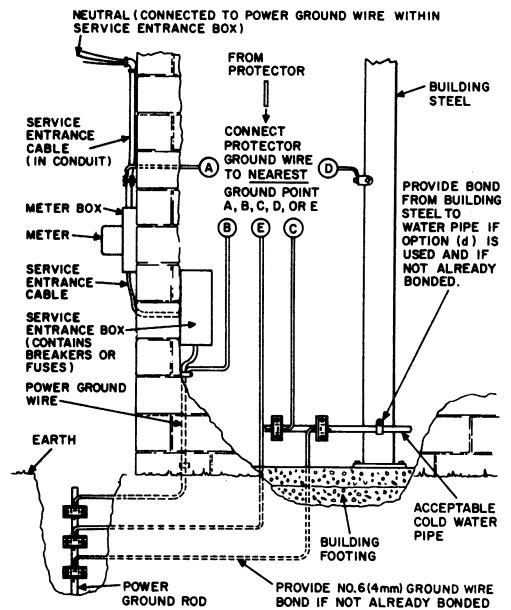 NEUTRAL (CONNECTED TO POWER GROUND WIRE WITHIN
SERVICE ENTRANCE BOX)
FROM
PROTECTOR
BUILDING
STEEL
SERVICE
ENTRANCE
CABLE
(IN CONDUIT)
CONNECT
PROTECTOR
GROUND WIRE
TO NEAREST
GROUND POINT
A, B, C, D, OR E
A
D
B
E
C
PROVIDE BOND
FROM BUILDING
STEEL TO
WATER PIPE IF
OPTION (d) IS
USED AND IF
NOT ALREADY
BONDED.
METER BOX
METER
SERVICE
ENTRANCE
CABLE
SERVICE
ENTRANCE BOX
(CONTAINS
BREAKERS OR
FUSES)
POWER GROUND
WIRE
EARTH
ACCEPTABLE
COLD WATER
PIPE
BUILDING
FOOTING
POWER
GROUND ROD
PROVIDE NO.6(4mm) GROUND WIRE
BOND IF NOT ALREADY BONDED